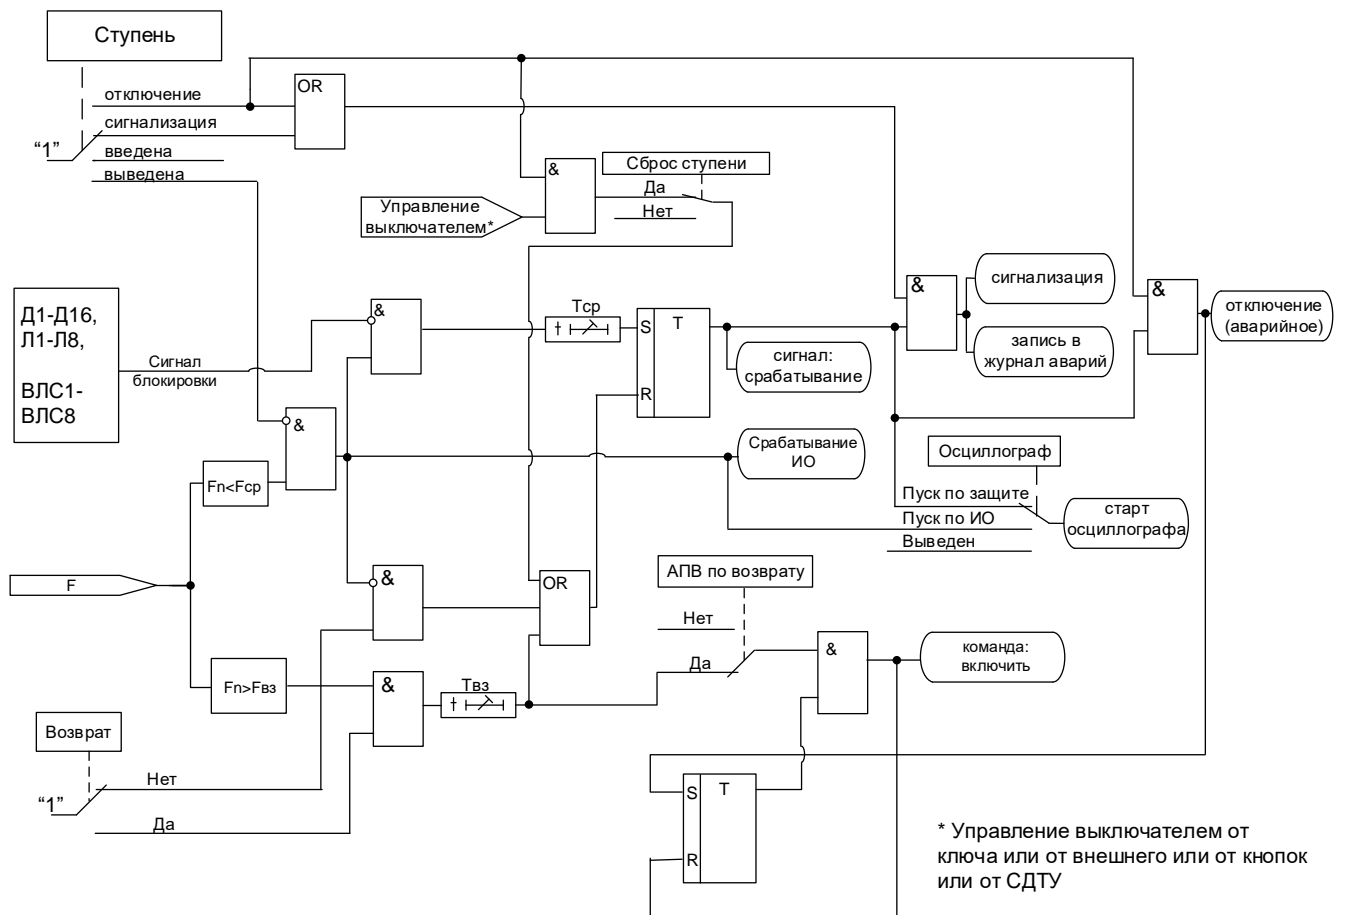 Ступень
отключение
OR
сигнализация
“1”
введена
выведена
&
Сброс ступени
Да
Нет
Управление
выключателем*
Д1-Д16,
Л1-Л8,
ВЛС1-
ВЛС8
Сигнал
блокировки
&
Тср
S
T
R
сигнал:
срабатывание
&
сигнализация
запись в
журнал аварий
&
отключение
(аварийное)
&
Fn<Fср
Срабатывание
ИО
Осциллограф
Пуск по защите
Пуск по ИО
Выведен
старт
осциллографа
F
&
OR
АПВ по возврату
Нет
Да
&
команда:
включить
Fn>Fвз
&
Твз
Возврат
Нет
“1”
Да
S
T
R
* Управление выключателем от
ключа или от внешнего или от кнопок
или от СДТУ